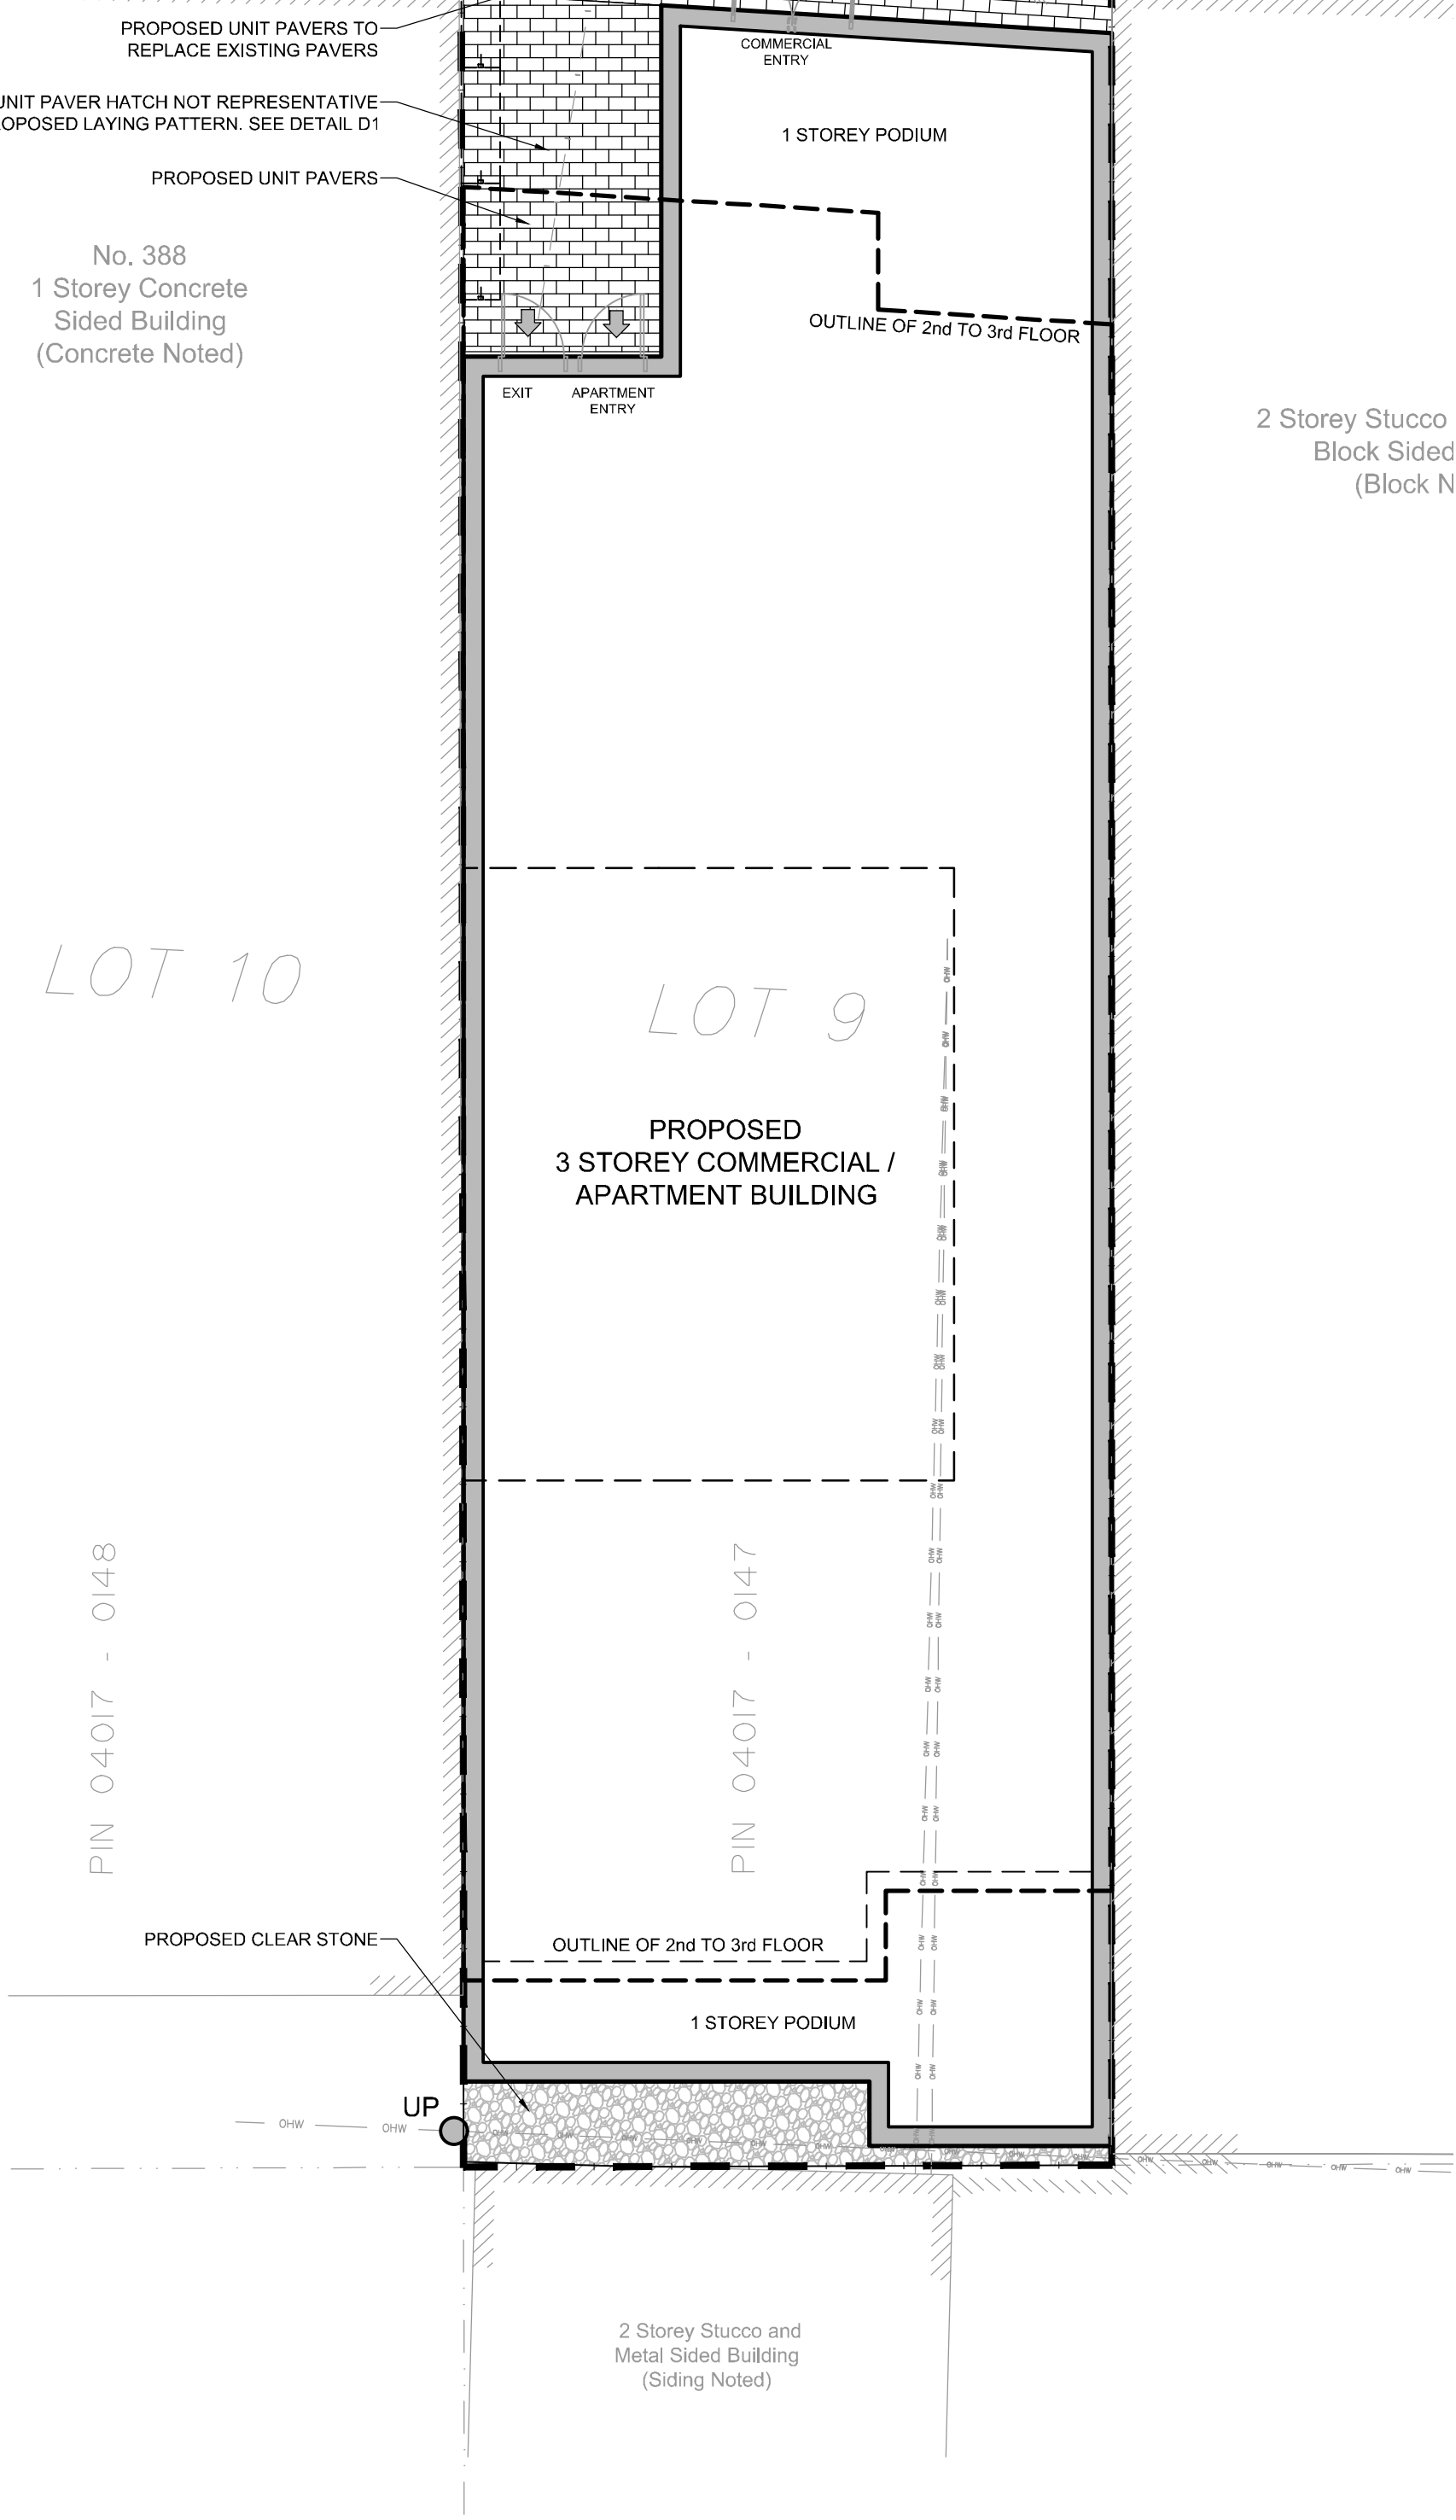 PROPOSED UNIT PAVERS TO
REPLACE EXISTING PAVERS
COMMERCIAL
ENTRY
UNIT PAVER HATCH NOT REPRESENTATIVE
LAYING PATTERN. SEE DETAIL D1
1 STOREY PODIUM
PROPOSED UNIT PAVERS
No. 388
1 Storey Concrete
Sided Building
(Concrete Noted)
OUTLINE OF 2nd TO 3rd FLOOR
EXIT
APARTMENT
ENTRY
2 Storey Stucco
Block Sided
(Block
LOT 10
LOT 9
PROPOSED
3 STOREY COMMERCIAL /
APARTMENT BUILDING
PIN 04017 - 0148
PIN 04017 - 0147
PROPOSED CLEAR STONE
OUTLINE OF 2nd TO 3rd FLOOR
1 STOREY PODIUM
UP
OHW
OHW
OHW
OHW
OHW
OHW
2 Storey Stucco and
Metal Sided Building
(Siding Noted)